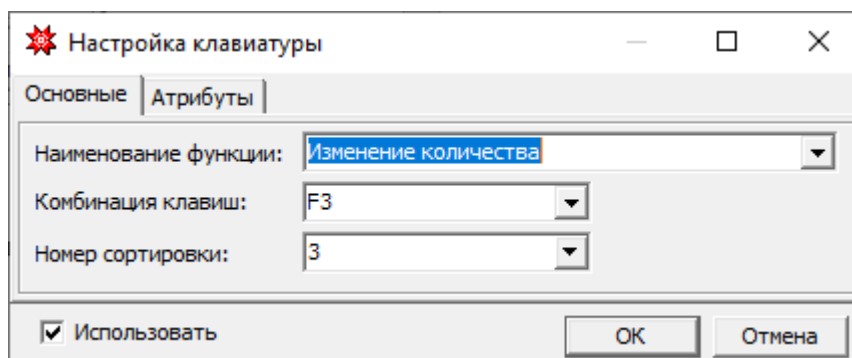 Настройка клавиатуры
Основные Атрибуты
Наименование функции: Изменение количества
Комбинация клавиш: F3
Номер сортировки: 3
Использовать OK Отмена